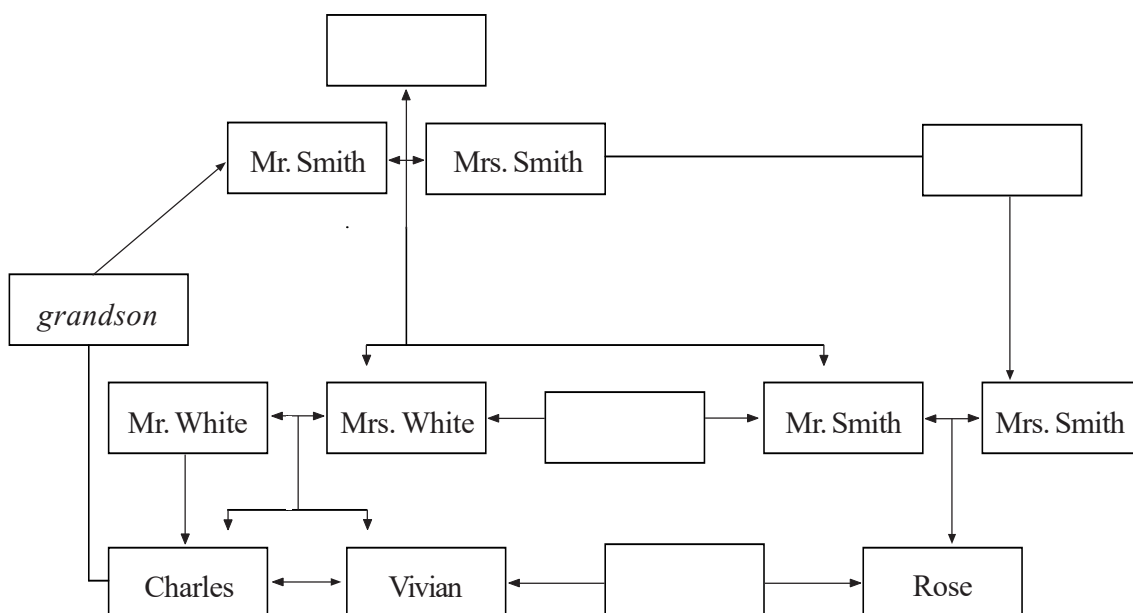 Mr. Smith
Mrs. Smith
grandson
Mr. White
Mrs. White
Mr. Smith
Mrs. Smith
Charles
Vivian
Rose